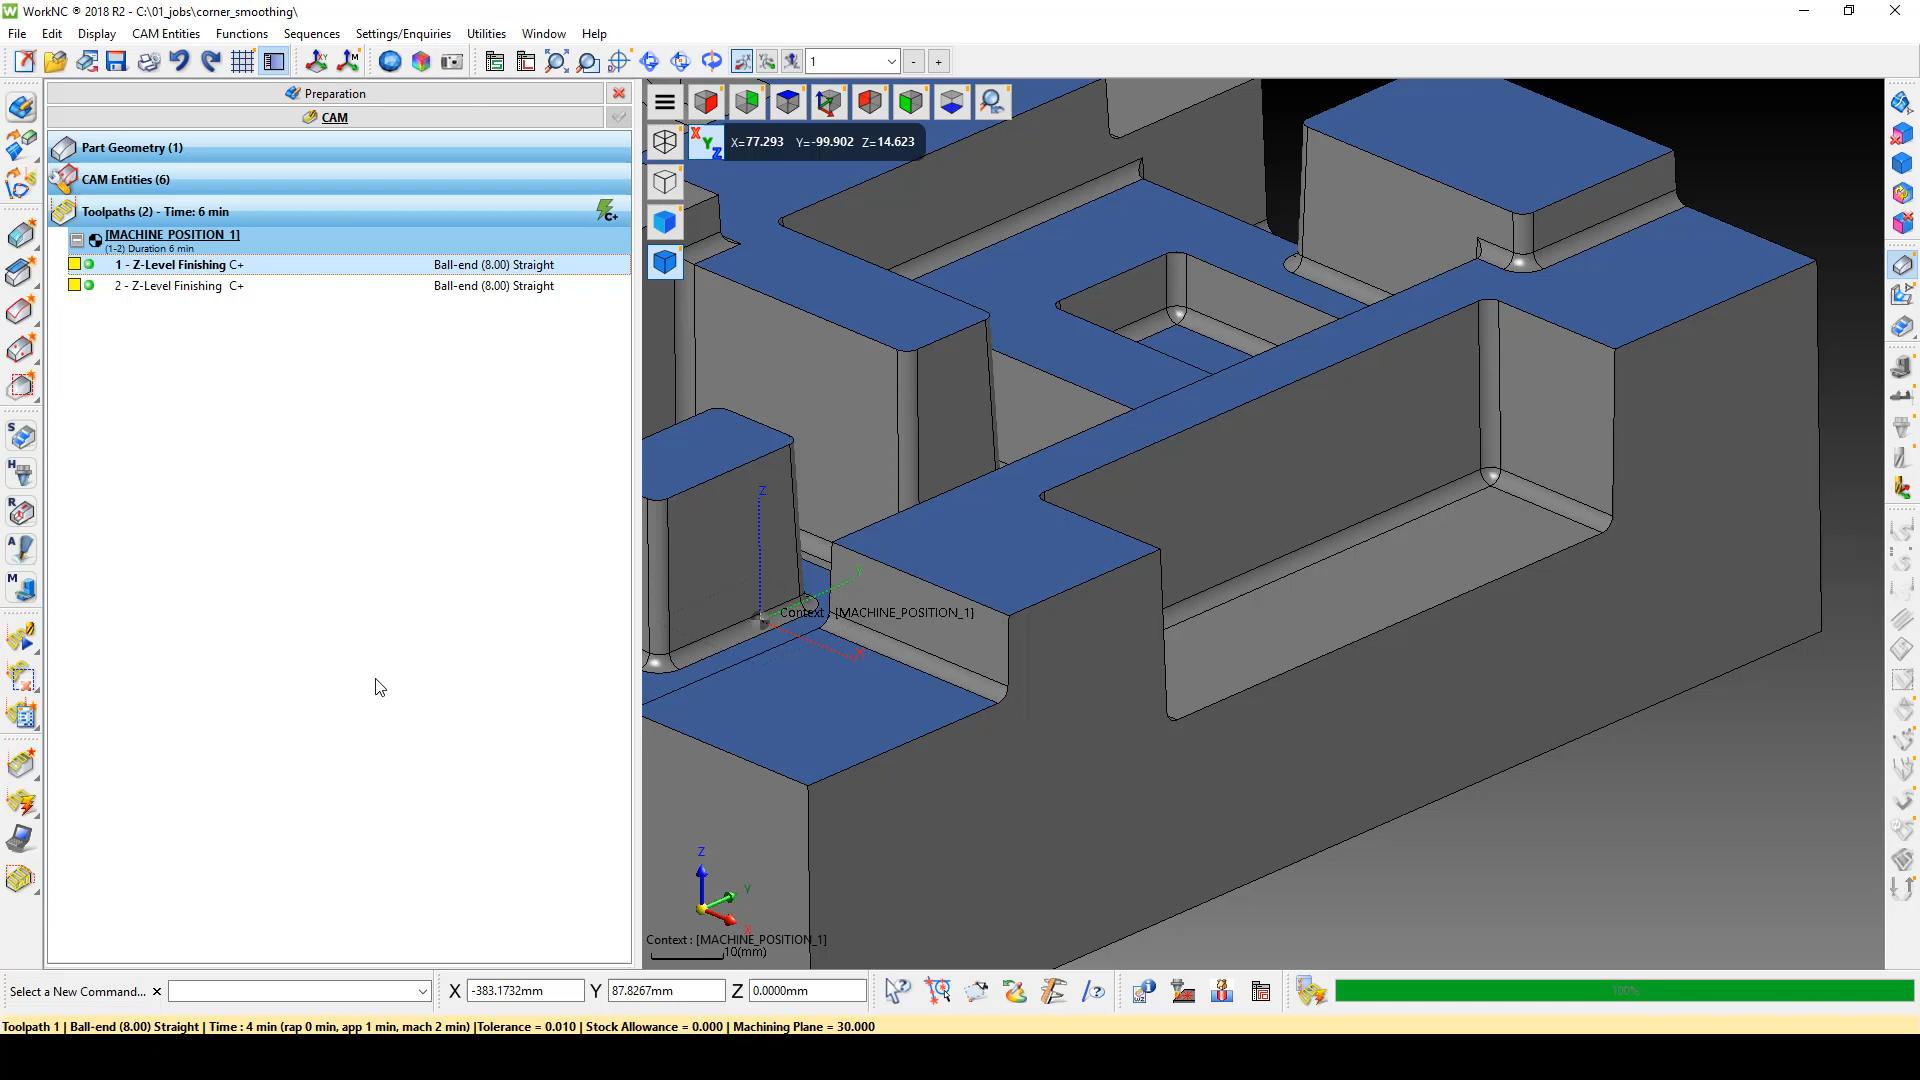 WorkNC ® 2018 R2 - C:\01_jobs\corner_smoothing\
File Edit Display CAM Entities Functions Sequences Settings/Enquiries Utilities Window Help
1
- +
Preparation
CAM
Part Geometry (1)
CAM Entities (6)
Toolpaths (2) - Time: 6 min
C+
[MACHINE_POSITION_1]
(1-2) Duration 6 min
1 - Z-Level Finishing C+ Ball-end (8.00) Straight
2 - Z-Level Finishing C+ Ball-end (8.00) Straight
S
H
R
A
M
X Y Z
X=77.293 Y=-99.902 Z=14.623
Z
Y
Context : [MACHINE_POSITION_1]
X
Z
Y
X
Context : [MACHINE_POSITION_1]
10(mm)
Select a New Command...
X -383.1732mm Y 87.8267mm Z 0.0000mm
100%
Toolpath 1 | Ball-end (8.00) Straight | Time : 4 min (rap 0 min, app 1 min, mach 2 min) |Tolerance = 0.010 | Stock Allowance = 0.000 | Machining Plane = 30.000